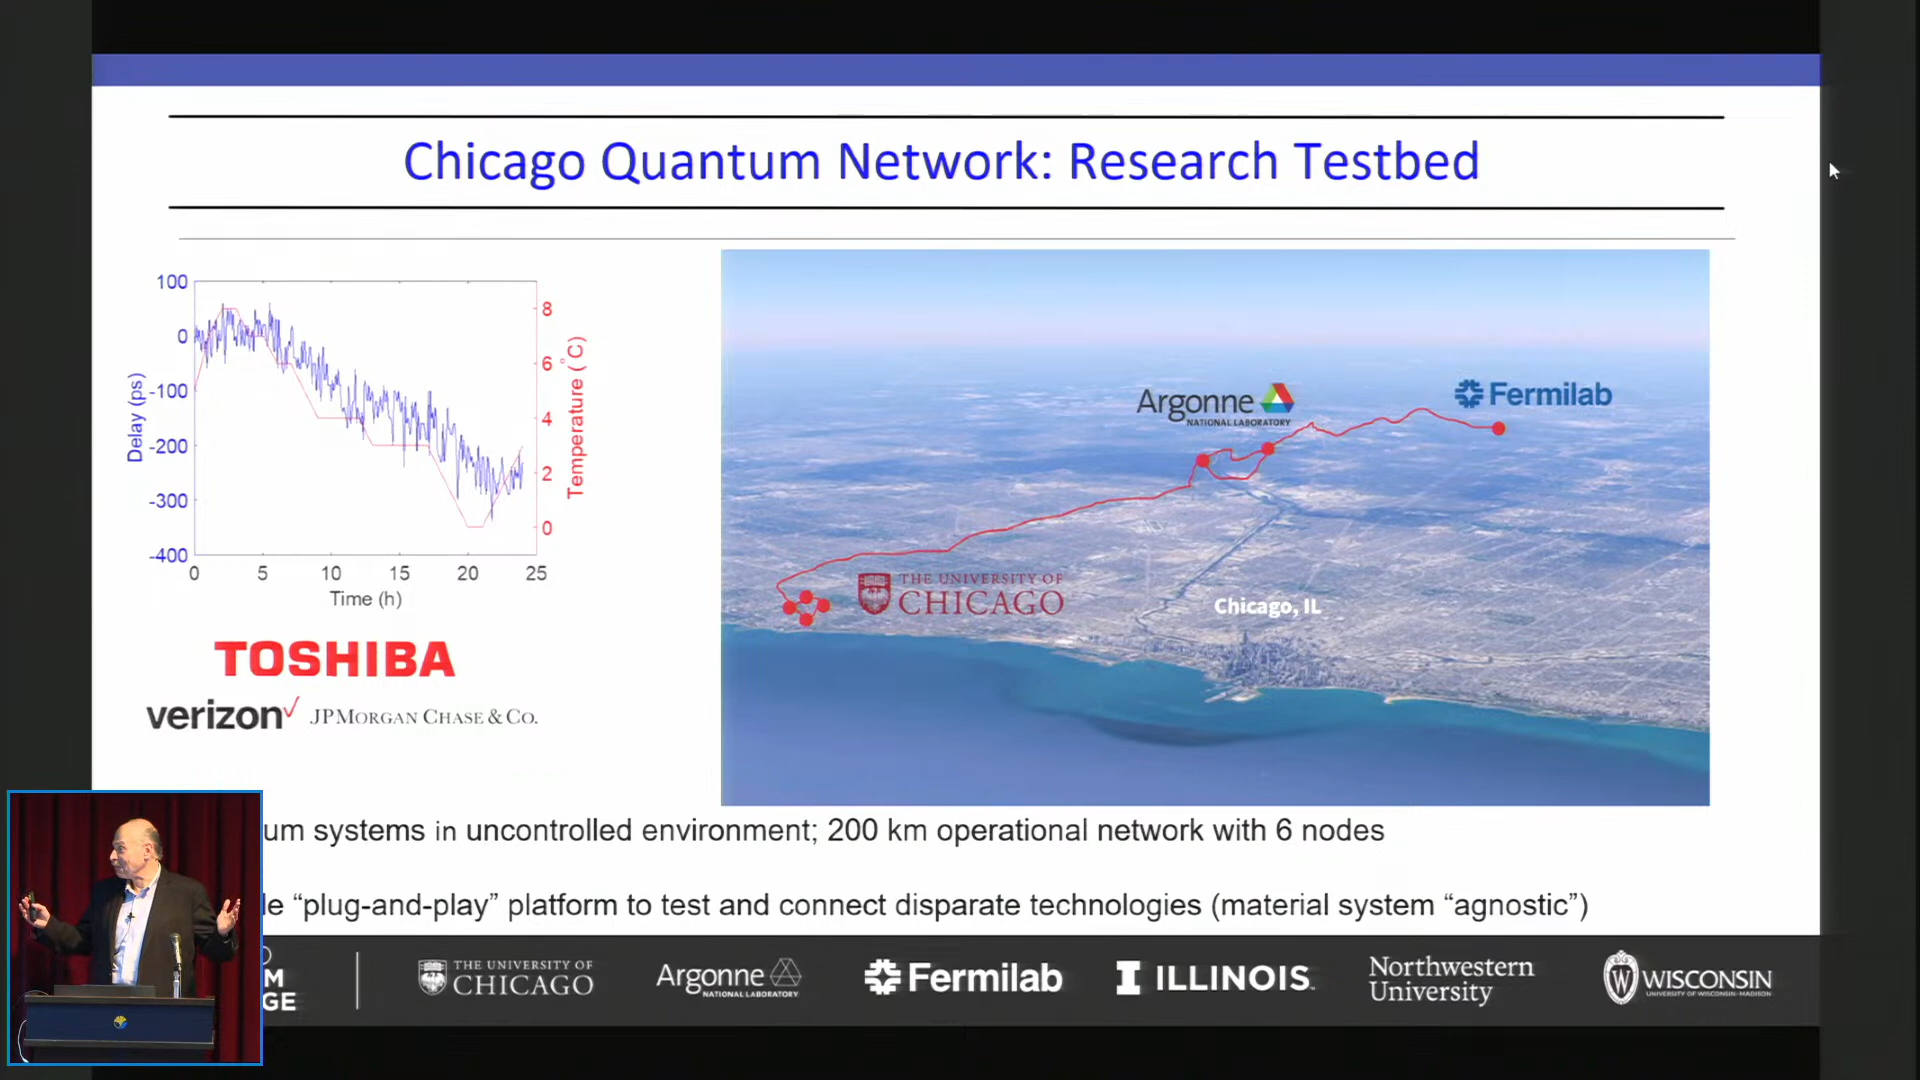 Chicago Quantum Network: Research Testbed
100
0
-100
-200
-300
-400
Delay (ps)
8
6
4
2
0
Temperature (°C)
0 5 10 15 20 25
Time (h)
TOSHIBA
verizon JPMORGAN CHASE & CO.
Argonne
NATIONAL LABORATORY
Fermilab
THE UNIVERSITY OF
CHICAGO
Chicago, IL
um systems in uncontrolled environment; 200 km operational network with 6 nodes
le “plug-and-play” platform to test and connect disparate technologies (material system “agnostic”)
M
GE
THE UNIVERSITY OF
CHICAGO
Argonne
NATIONAL LABORATORY
Fermilab
I ILLINOIS
Northwestern
University
W WISCONSIN
UNIVERSITY OF WISCONSIN-MADISON